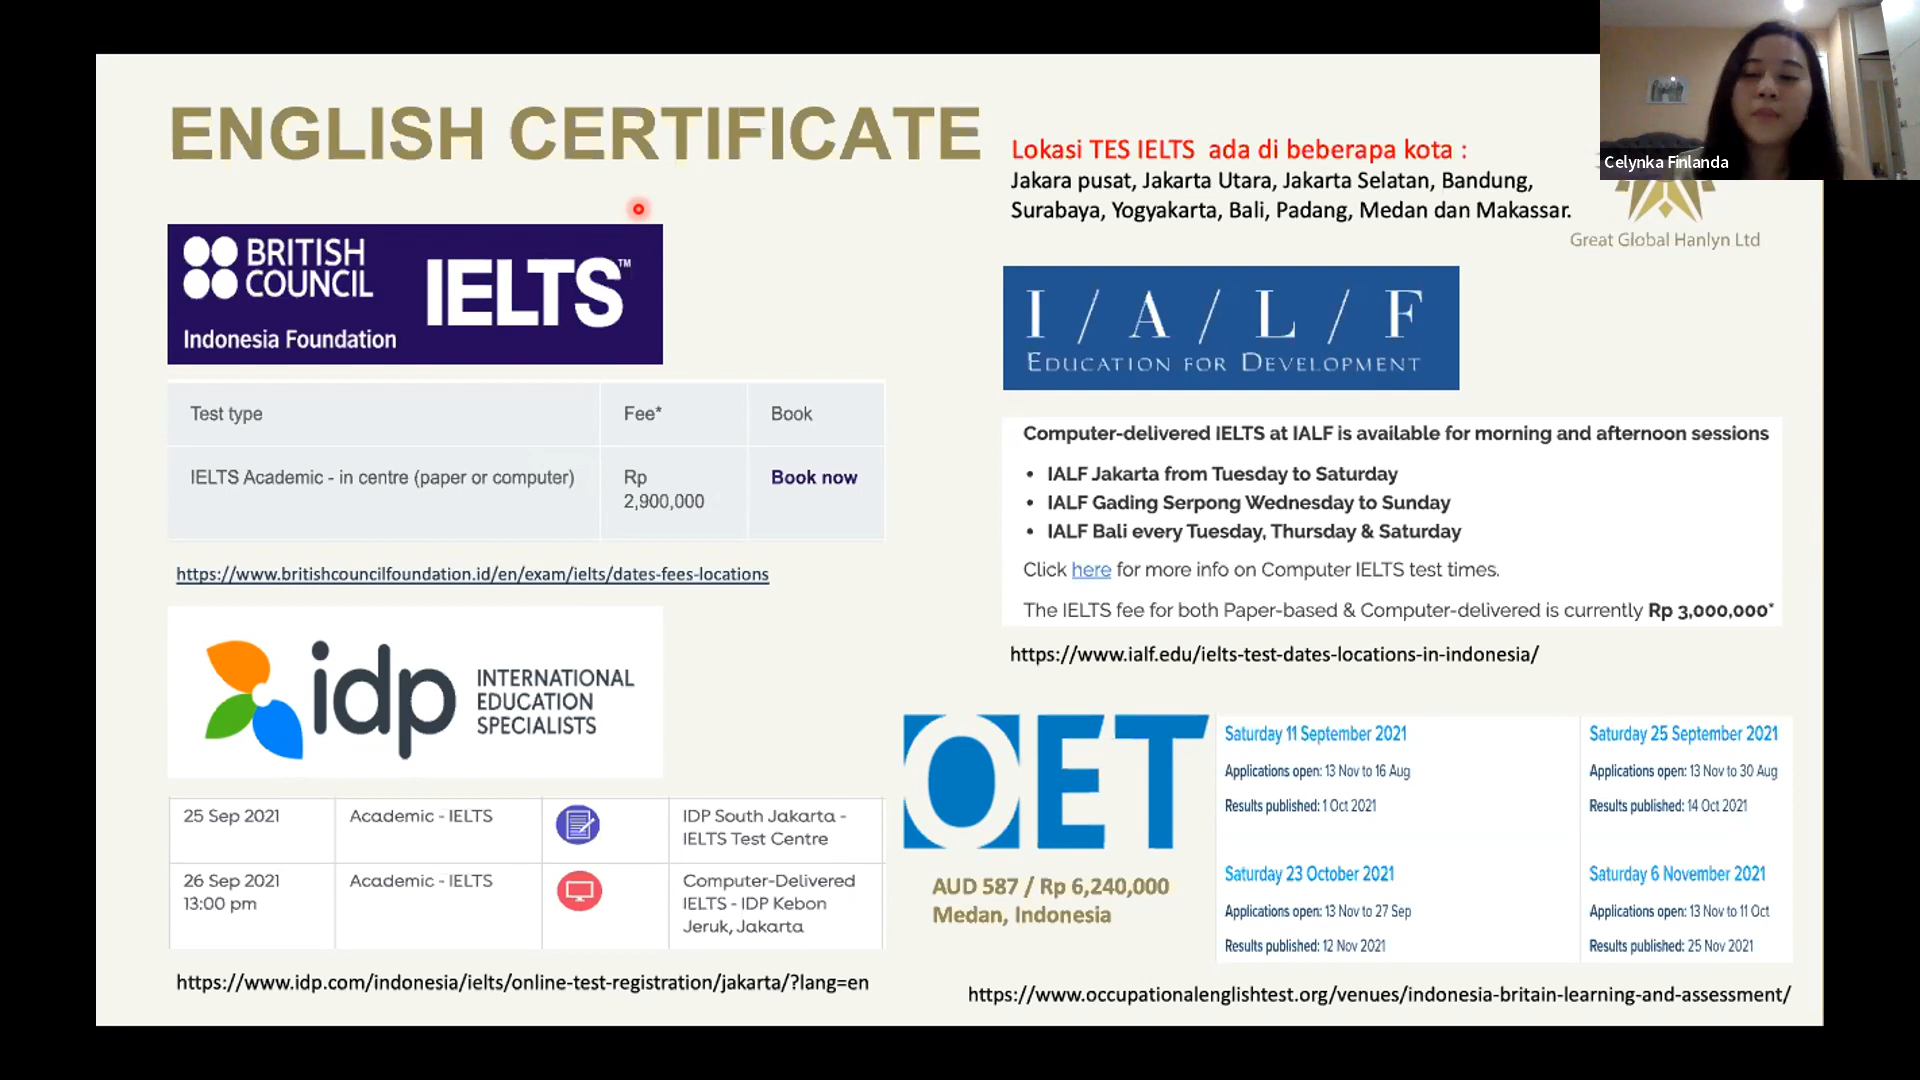 ENGLISH CERTIFICATE
Lokasi TES IELTS ada di beberapa kota :
Jakara pusat, Jakarta Utara, Jakarta Selatan, Bandung,
Surabaya, Yogyakarta, Bali, Padang, Medan dan Makassar.
Celynka Finlanda
Great Global Hanlyn Ltd
BRITISH
COUNCIL
Indonesia Foundation
IELTS™
Test type Fee* Book
IELTS Academic - in centre (paper or computer) Rp 2,900,000 Book now
https://www.britishcouncilfoundation.id/en/exam/ielts/dates-fees-locations
idp INTERNATIONAL
EDUCATION
SPECIALISTS
25 Sep 2021 Academic - IELTS IDP South Jakarta -
IELTS Test Centre
26 Sep 2021 Academic - IELTS Computer-Delivered
13:00 pm IELTS - IDP Kebon
Jeruk, Jakarta
https://www.idp.com/indonesia/ielts/online-test-registration/jakarta/?lang=en
I / A / L / F
EDUCATION FOR DEVELOPMENT
Computer-delivered IELTS at IALF is available for morning and afternoon sessions
• IALF Jakarta from Tuesday to Saturday
• IALF Gading Serpong Wednesday to Sunday
• IALF Bali every Tuesday, Thursday & Saturday
Click here for more info on Computer IELTS test times.
The IELTS fee for both Paper-based & Computer-delivered is currently Rp 3,000,000*
https://www.ialf.edu/ielts-test-dates-locations-in-indonesia/
OET
AUD 587 / Rp 6,240,000
Medan, Indonesia
Saturday 11 September 2021
Applications open: 13 Nov to 16 Aug
Results published: 1 Oct 2021
Saturday 25 September 2021
Applications open: 13 Nov to 30 Aug
Results published: 14 Oct 2021
Saturday 23 October 2021
Applications open: 13 Nov to 27 Sep
Results published: 12 Nov 2021
Saturday 6 November 2021
Applications open: 13 Nov to 11 Oct
Results published: 25 Nov 2021
https://www.occupationalenglishtest.org/venues/indonesia-britain-learning-and-assessment/